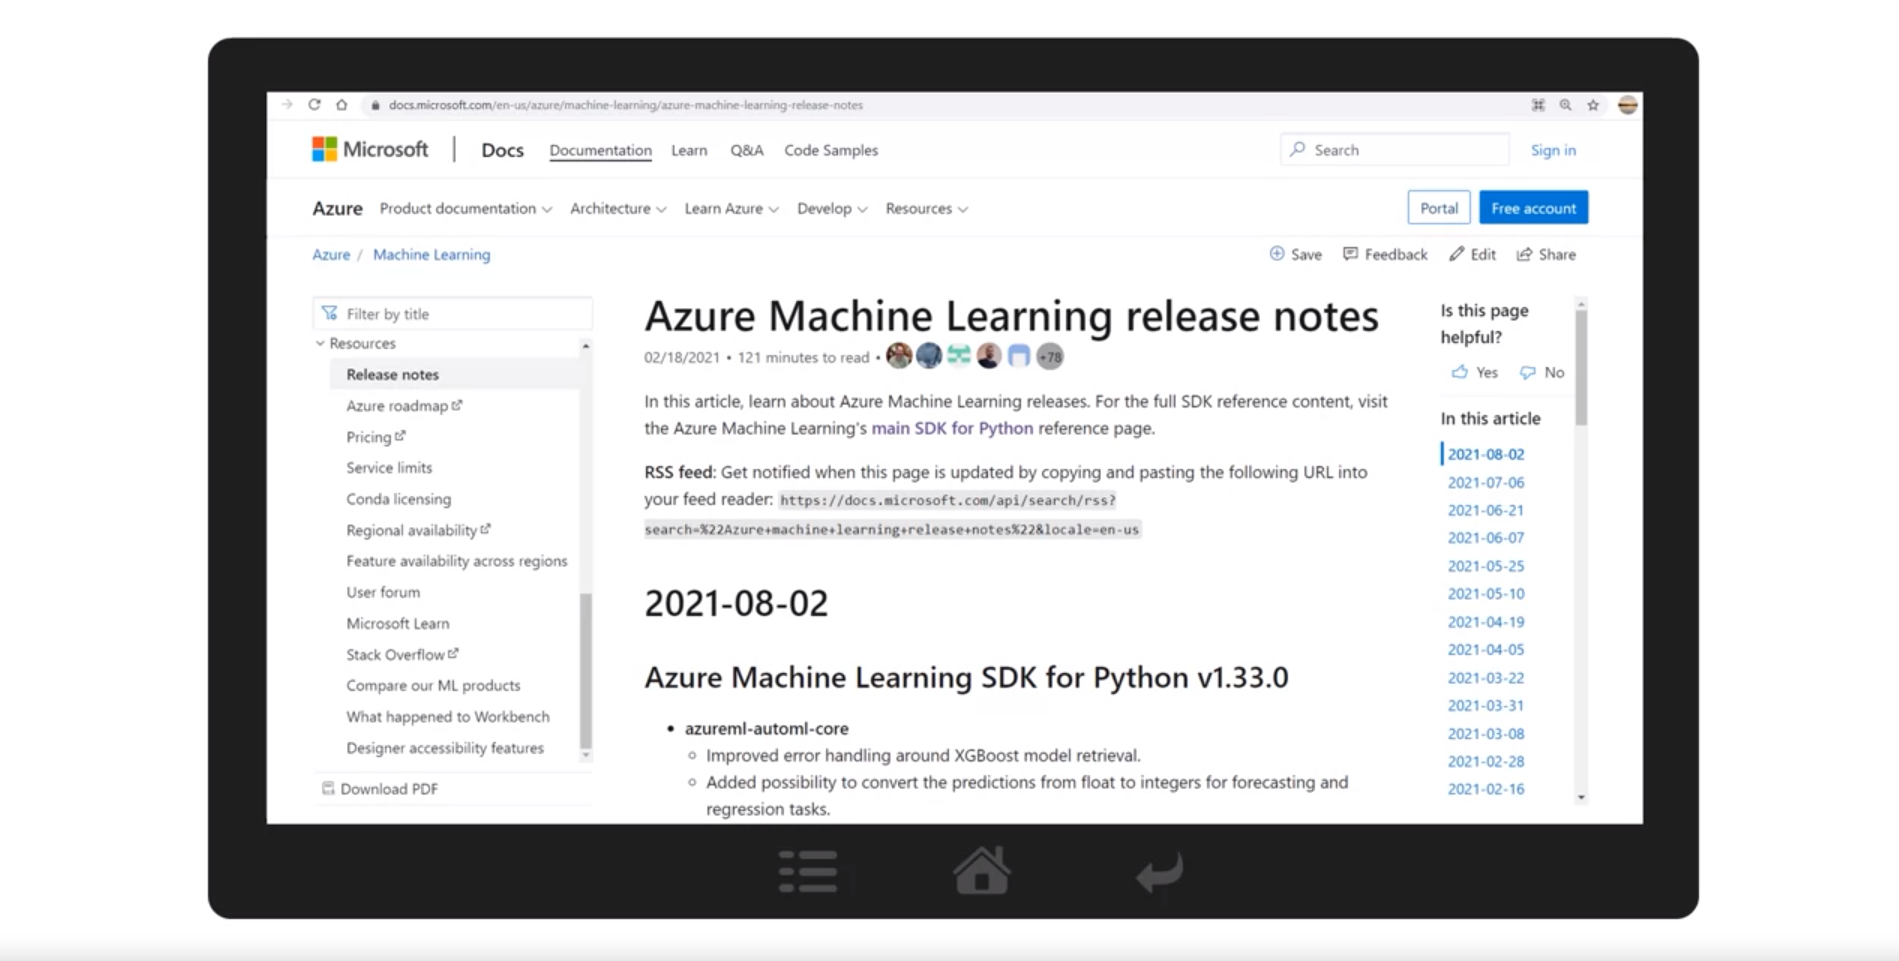 docs.microsoft.com/en-us/azure/machine-learning/azure-machine-learning-release-notes
Microsoft
Docs
Documentation
Learn
Q&A
Code Samples
Search
Sign in
Azure
Product documentation
Architecture
Learn Azure
Develop
Resources
Portal
Free account
Azure / Machine Learning
Save
Feedback
Edit
Share
Filter by title
Resources
Release notes
Azure roadmap
Pricing
Service limits
Conda licensing
Regional availability
Feature availability across regions
User forum
Microsoft Learn
Stack Overflow
Compare our ML products
What happened to Workbench
Designer accessibility features
Download PDF
Azure Machine Learning release notes
02/18/2021 • 121 minutes to read • +78
In this article, learn about Azure Machine Learning releases. For the full SDK reference content, visit
the Azure Machine Learning's main SDK for Python reference page.
RSS feed: Get notified when this page is updated by copying and pasting the following URL into
your feed reader: https://docs.microsoft.com/api/search/rss?
search=%22Azure+machine+learning+release+notes%22&locale=en-us
2021-08-02
Azure Machine Learning SDK for Python v1.33.0
• azureml-automl-core
○ Improved error handling around XGBoost model retrieval.
○ Added possibility to convert the predictions from float to integers for forecasting and
regression tasks.
Is this page
helpful?
Yes
No
In this article
2021-08-02
2021-07-06
2021-06-21
2021-06-07
2021-05-25
2021-05-10
2021-04-19
2021-04-05
2021-03-22
2021-03-31
2021-03-08
2021-02-28
2021-02-16